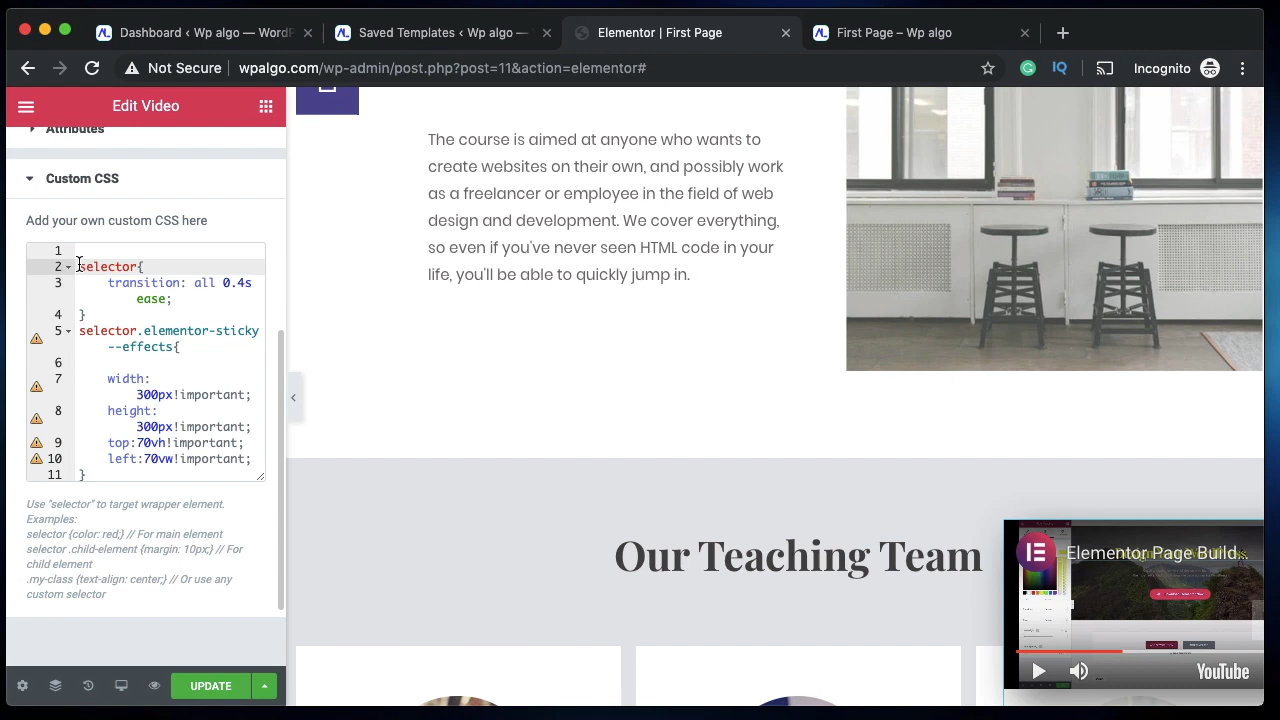 Dashboard ‹ Wp algo — WordP
Saved Templates ‹ Wp algo —
Elementor | First Page
First Page – Wp algo
Not Secure
wpalgo.com/wp-admin/post.php?post=11&action=elementor#
IQ
Incognito
Edit Video
Attributes
Custom CSS
Add your own custom CSS here
1
2 selector{
3 transition: all 0.4s
ease;
4 }
5 selector.elementor-sticky
--effects{
6
7 width:
300px!important;
8 height:
300px!important;
9 top:70vh!important;
10 left:70vw!important;
11 }
Use "selector" to target wrapper element.
Examples:
selector {color: red;} // For main element
selector .child-element {margin: 10px;} // For
child element
.my-class {text-align: center;} // Or use any
custom selector
UPDATE
The course is aimed at anyone who wants to
create websites on their own, and possibly work
as a freelancer or employee in the field of web
design and development. We cover everything,
so even if you've never seen HTML code in your
life, you'll be able to quickly jump in.
Our Teaching Team
Elementor Page Build...
YouTube